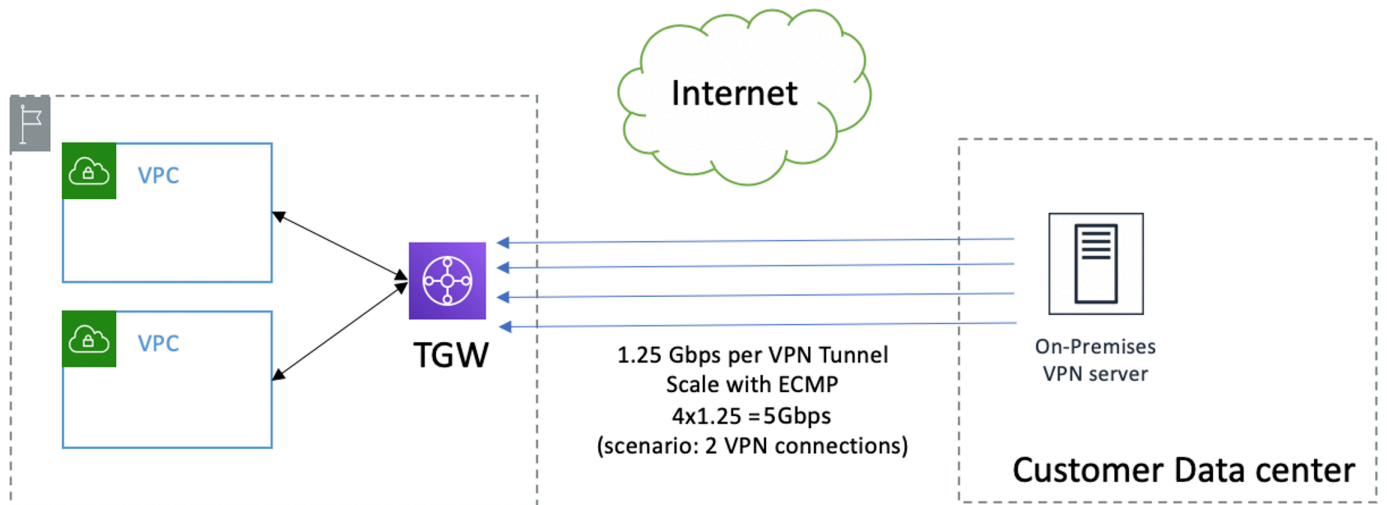 Internet
VPC
VPC
TGW
1.25 Gbps per VPN Tunnel
Scale with ECMP
4x1.25 =5Gbps
(scenario: 2 VPN connections)
On-Premises
VPN server
Customer Data center